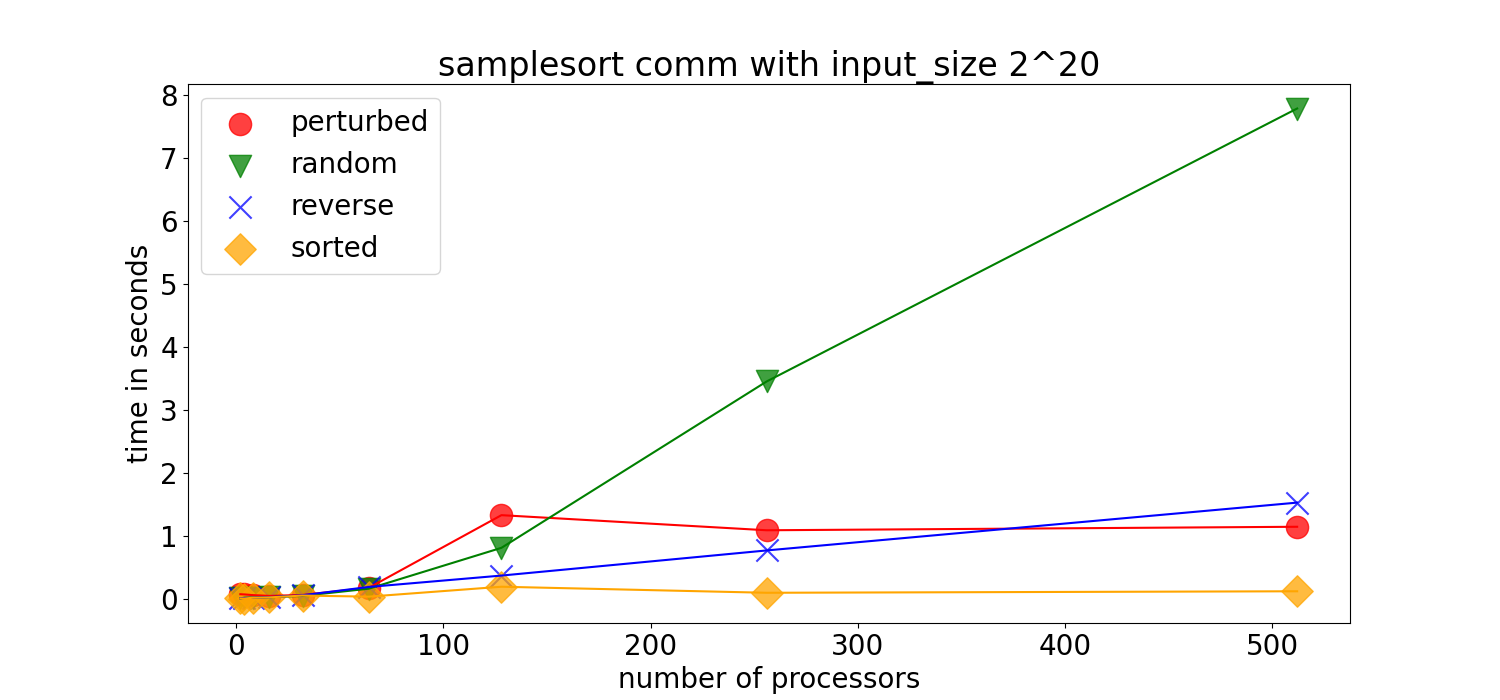 samplesort comm with input_size 2^20
8
7
6
5
4
3
2
1
0
time in seconds
perturbed
random
reverse
sorted
0 100 200 300 400 500
number of processors